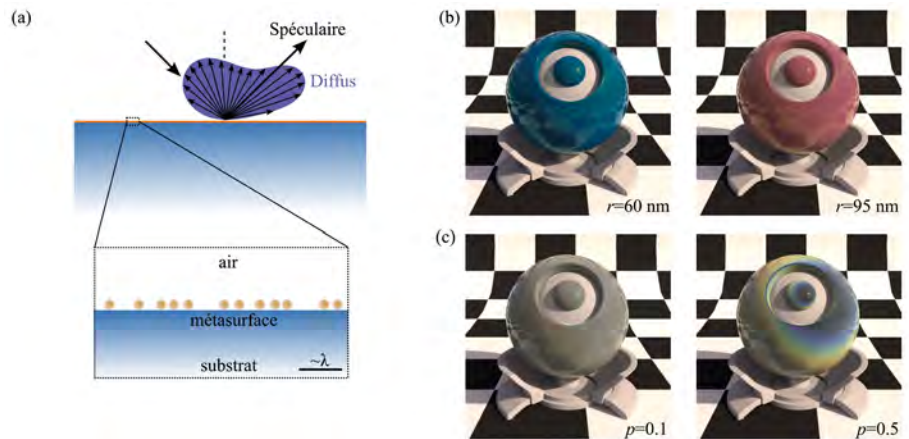 (a)
Spéculaire
Diffus
air
métasurface
substrat
~λ
(b)
r=60 nm
r=95 nm
(c)
p=0.1
p=0.5